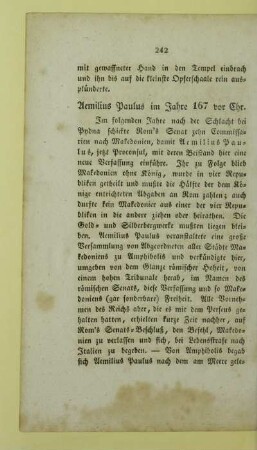 242
mit gewaffneter Hand in den Tempel einbrach
und ihn bis auf die kleinste Opferschaale rein aus-
plünderte.
Aemilius Paulus im Jahre 167 vor Chr.
Im folgenden Jahre nach der Schlacht bei
Pydna schickte Rom's Senat zehn Commissa-
rien nach Makedonien, damit Aemilius Pau-
lus, jetzt Proconsul, mit deren Beistand hier eine
neue Verfassung einführe. Ihr zu Folge blieb
Makedonien ohne König, wurde in vier Republiken
getheilt und mußte die Hälfte der dem Köni-
ge entrichteten Abgaben an Rom zahlen; auch
durfte kein Makedonier aus einer der vier Repu-
bliken in die andere ziehen oder heirathen. Die
Gold- und Silberbergwerke mußten liegen blei-
ben. Aemilius Paulus veranstaltete eine große
Versammlung von Abgeordneten aller Städte Ma-
kedoniens zu Amphibolis und verkündigte hier,
umgeben von dem Glanze römischer Hoheit, von
einem hohen Tribunale herab, im Namen des
römischen Senats, diese Verfassung und so Make-
doniens (gar sonderbare) Freiheit. Alle Vorneh-
men des Reichs aber, die es mit dem Perseus ge-
halten hatten, erhielten kurze Zeit nachher, auf
Rom's Senats-Beschluß, den Befehl, Makedo-
nien zu verlassen und sich, bei Lebensstrafe nach
Italien zu begeben. — Von Amphibolis begab
sich Aemilius Paulus nach dem am Meere gele-